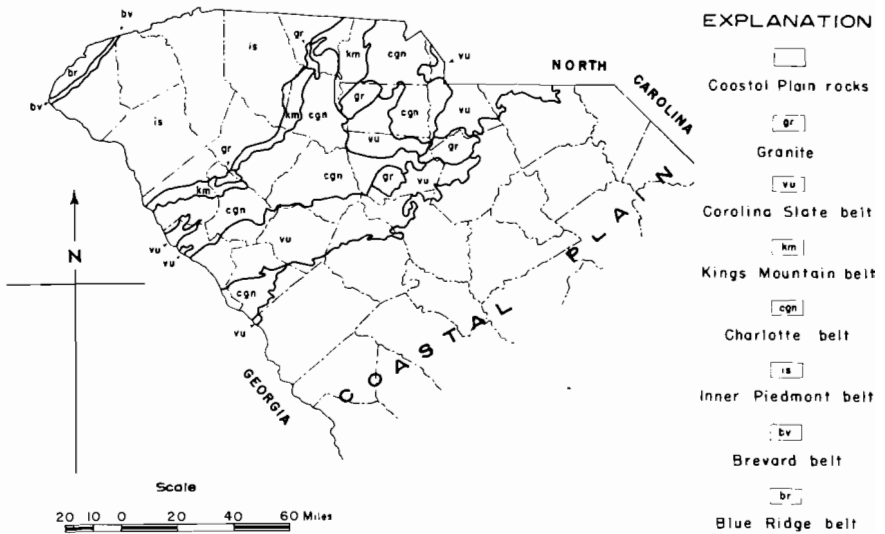 bv
br
bv
is
is
gr
km
cgn
vu
NORTH
CAROLINA
km
cgn
gr
cgn
vu
vu
gr
gr
km
cgn
gr
vu
cgn
vu
vu
vu
cgn
vu
N
GEORGIA
COASTAL PLAIN
Scale
20 10 0 20 40 60 Miles
EXPLANATION
Coastal Plain rocks
gr
Granite
vu
Carolina Slate belt
km
Kings Mountain belt
cgn
Charlotte belt
is
Inner Piedmont belt
bv
Brevard belt
br
Blue Ridge belt